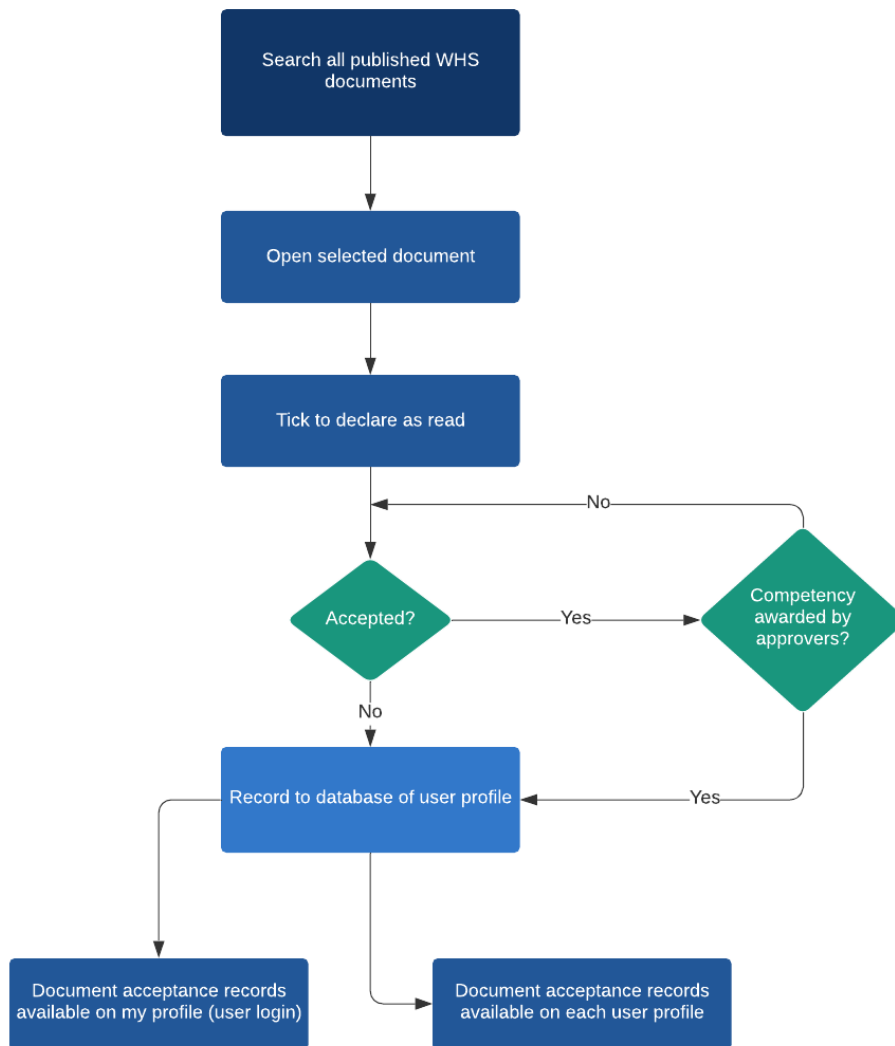 Search all published WHS
documents
Open selected document
Tick to declare as read
No
Accepted?
Yes
Competency
awarded by
approvers?
No
Record to database of user profile
Yes
Document acceptance records
available on my profile (user login)
Document acceptance records
available on each user profile